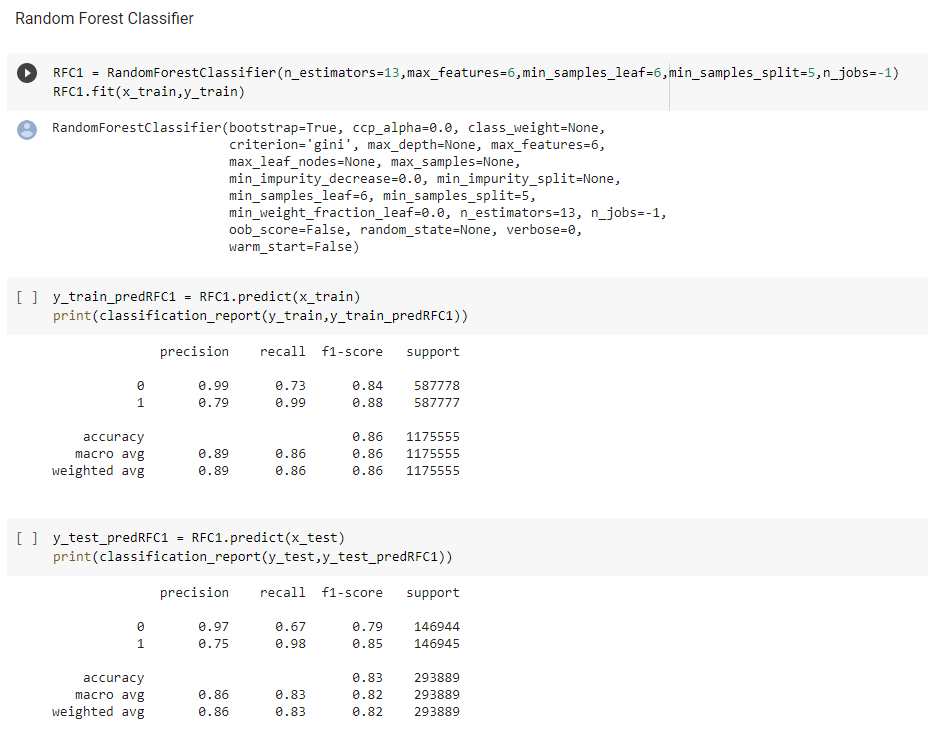 Random Forest Classifier
RFC1 = RandomForestClassifier(n_estimators=13,max_features=6,min_samples_leaf=6,min_samples_split=5,n_jobs=-1)
RFC1.fit(x_train,y_train)
RandomForestClassifier(bootstrap=True, ccp_alpha=0.0, class_weight=None,
criterion='gini', max_depth=None, max_features=6,
max_leaf_nodes=None, max_samples=None,
min_impurity_decrease=0.0, min_impurity_split=None,
min_samples_leaf=6, min_samples_split=5,
min_weight_fraction_leaf=0.0, n_estimators=13, n_jobs=-1,
oob_score=False, random_state=None, verbose=0,
warm_start=False)
[ ] y_train_predRFC1 = RFC1.predict(x_train)
print(classification_report(y_train,y_train_predRFC1))
precision recall f1-score support
0 0.99 0.73 0.84 587778
1 0.79 0.99 0.88 587777
accuracy 0.86 1175555
macro avg 0.89 0.86 0.86 1175555
weighted avg 0.89 0.86 0.86 1175555
[ ] y_test_predRFC1 = RFC1.predict(x_test)
print(classification_report(y_test,y_test_predRFC1))
precision recall f1-score support
0 0.97 0.67 0.79 146944
1 0.75 0.98 0.85 146945
accuracy 0.83 293889
macro avg 0.86 0.83 0.82 293889
weighted avg 0.86 0.83 0.82 293889